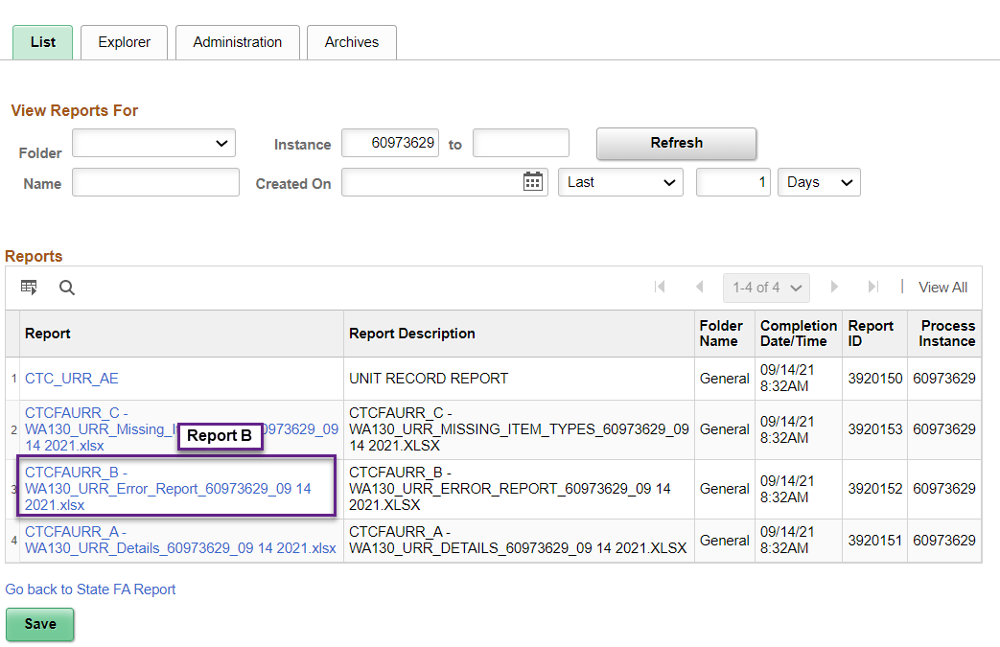 List Explorer Administration Archives
View Reports For
Folder Instance 60973629 to Refresh
Name Created On Last 1 Days
Reports
1-4 of 4 | View All
Report Report Description Folder Name Completion Date/Time Report ID Process Instance
1 CTC_URR_AE UNIT RECORD REPORT General 09/14/21 8:32AM 3920150 60973629
2 CTCFAURR_C -
WA130_URR_Missing_ 0973629_09
14 2021.xlsx
CTCFAURR_C -
WA130_URR_MISSING_ITEM_TYPES_60973629_09
14 2021.XLSX
General 09/14/21 8:32AM 3920153 60973629
Report B
3 CTCFAURR_B -
WA130_URR_Error_Report_60973629_09 14
2021.xlsx
CTCFAURR_B -
WA130_URR_ERROR_REPORT_60973629_09 14
2021.XLSX
General 09/14/21 8:32AM 3920152 60973629
4 CTCFAURR_A -
WA130_URR_Details_60973629_09 14 2021.xlsx
CTCFAURR_A -
WA130_URR_DETAILS_60973629_09 14 2021.XLSX
General 09/14/21 8:32AM 3920151 60973629
Go back to State FA Report
Save